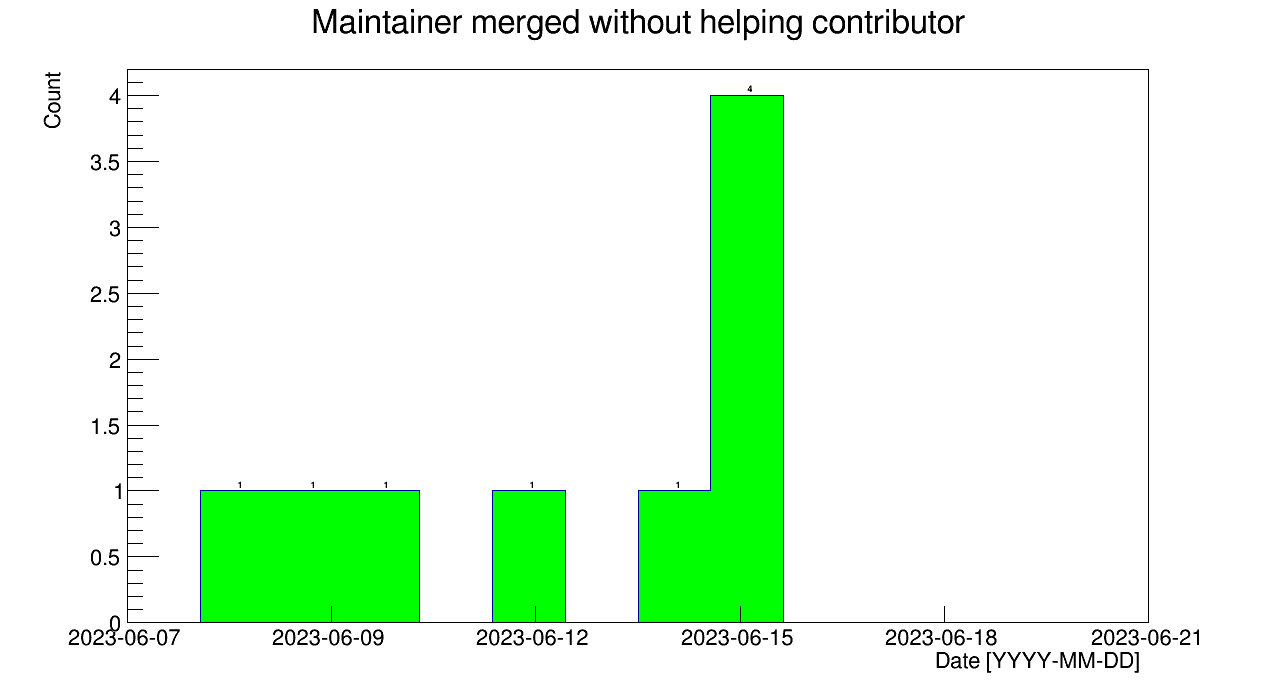 Maintainer merged without helping contributor
Count
4
3.5
3
2.5
2
1.5
1
0.5
0
4
1 1 1 1 1
2023-06-07 2023-06-09 2023-06-12 2023-06-15 2023-06-18 2023-06-21
Date [YYYY-MM-DD]